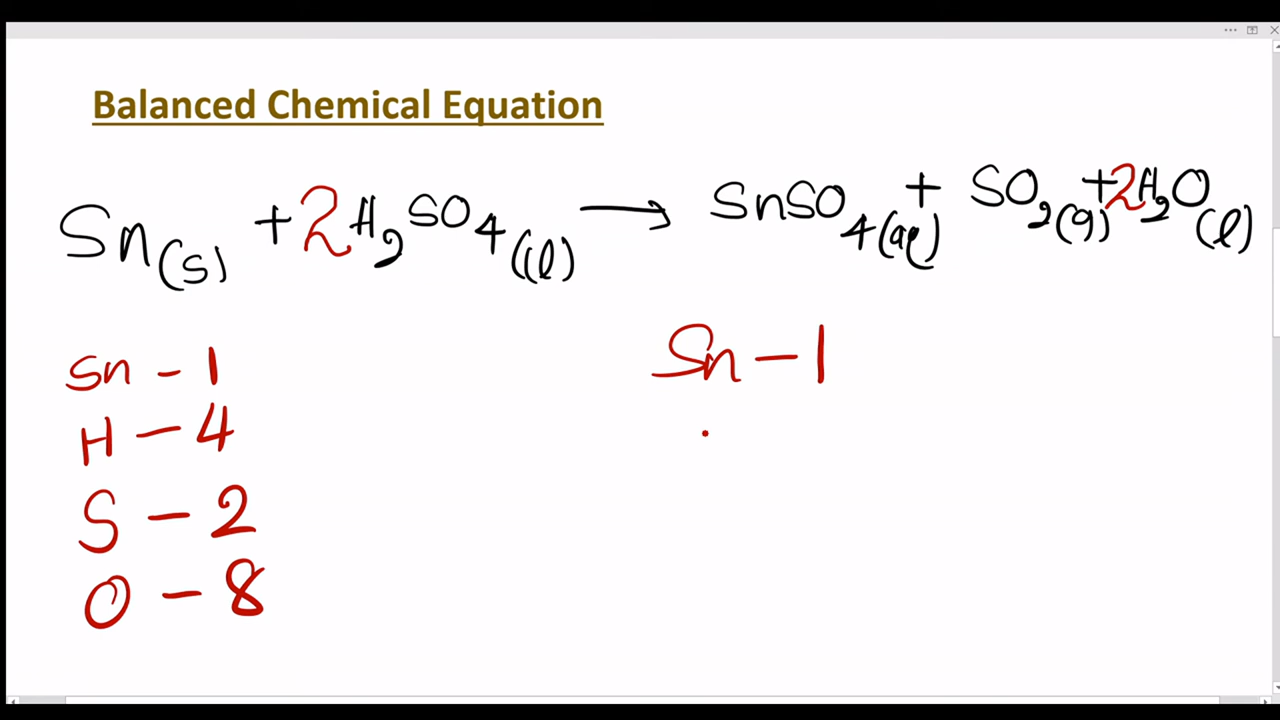 Balanced Chemical Equation
Sn(s) + 2H₂SO₄(l) → SnSO₄(aq) + SO₂(g) + 2H₂O(l)
Sn - 1
Sn - 1
H - 4
S - 2
O - 8